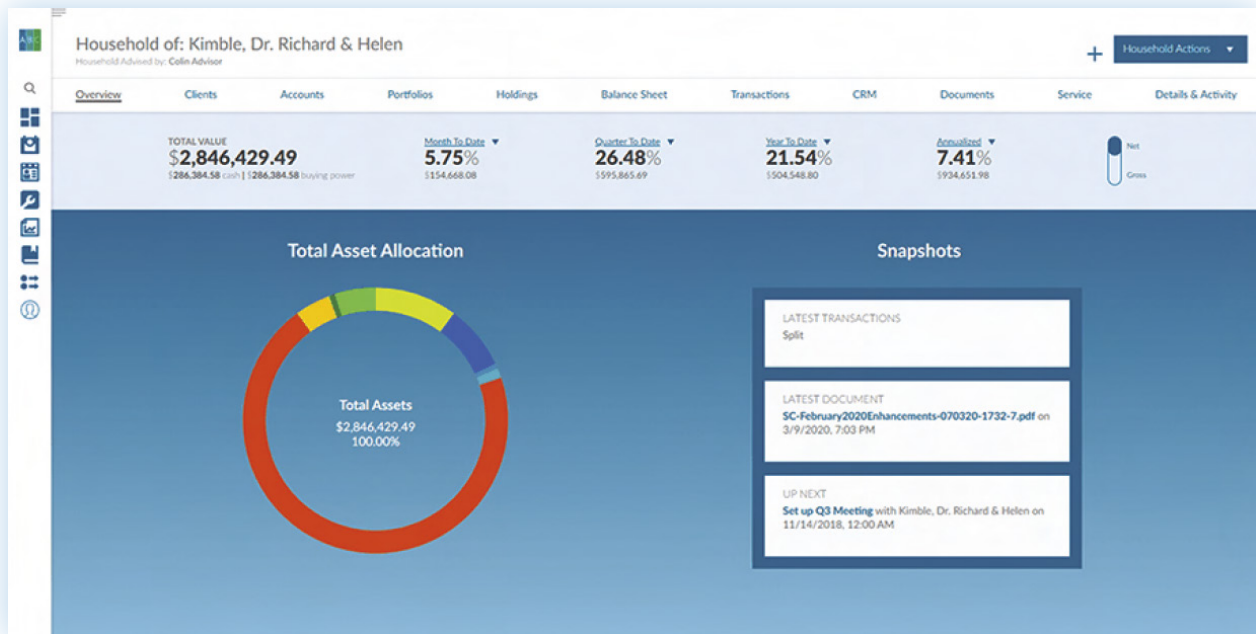 ABC
Household of: Kimble, Dr. Richard & Helen
Household Advised by: Colin Advisor
Household Actions
Overview Clients Accounts Portfolios Holdings Balance Sheet Transactions CRM Documents Service Details & Activity
TOTAL VALUE
$2,846,429.49
$286,384.58 cash | $286,384.58 buying power
Month To Date
5.75%
$154,668.08
Quarter To Date
26.48%
$595,865.69
Year To Date
21.54%
$504,548.80
Annualized
7.41%
$934,651.98
Net
Gross
Total Asset Allocation
Total Assets
$2,846,429.49
100.00%
Snapshots
LATEST TRANSACTIONS
Split
LATEST DOCUMENT
SC-February2020Enhancements-070320-1732-7.pdf on
3/9/2020, 7:03 PM
UP NEXT
Set up Q3 Meeting with Kimble, Dr. Richard & Helen on
11/14/2018, 12:00 AM